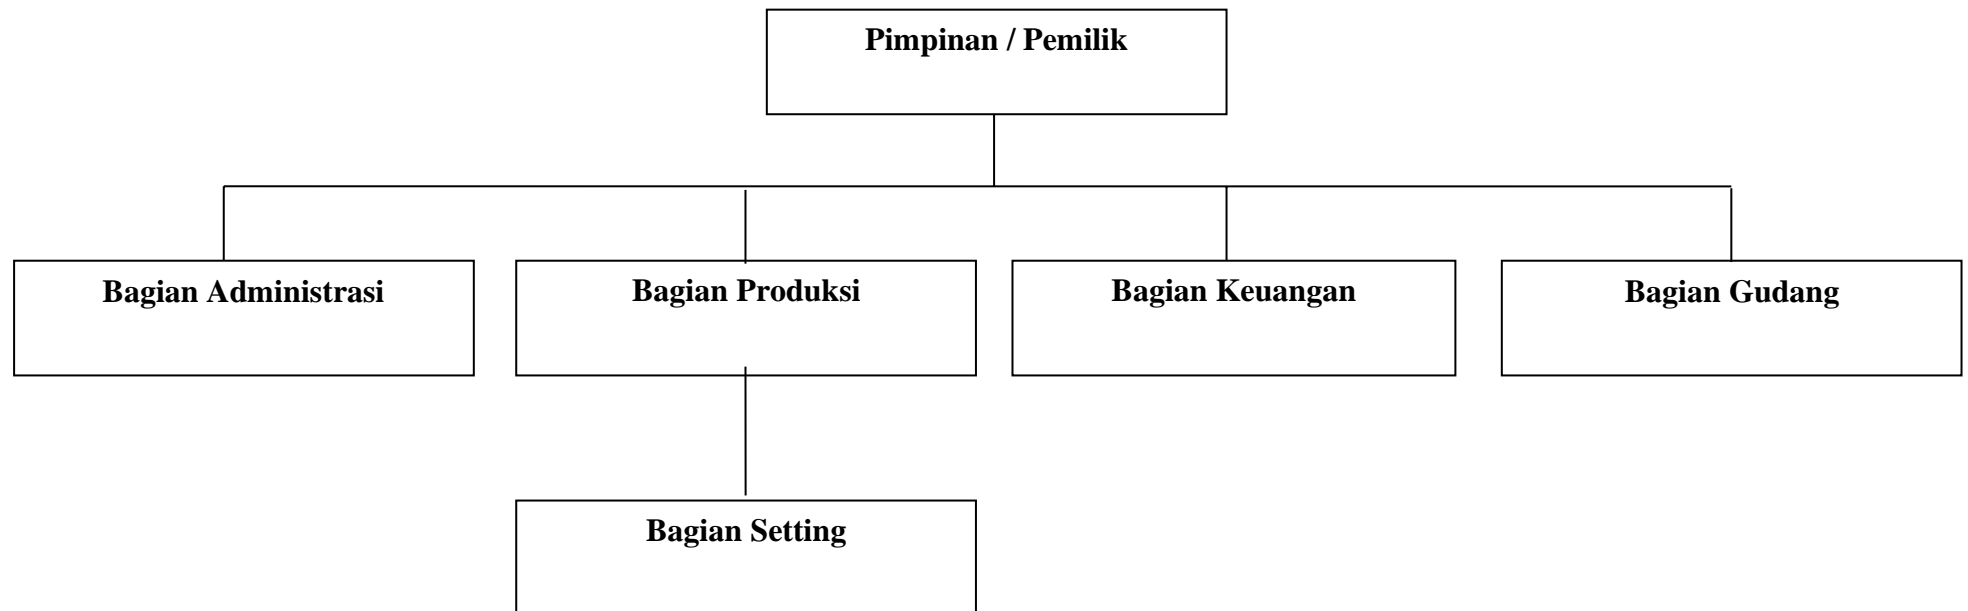 Pimpinan / Pemilik
Bagian Administrasi
Bagian Produksi
Bagian Keuangan
Bagian Gudang
Bagian Setting